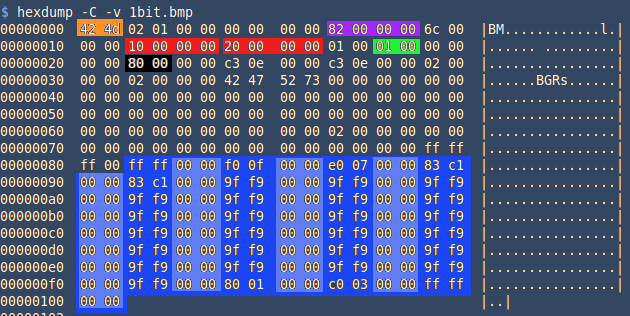 $ hexdump -C -v 1bit.bmp
00000000 42 4d 02 01 00 00 00 00 00 00 82 00 00 00 6c 00 |BM............l.|
00000010 00 00 10 00 00 00 20 00 00 00 01 00 01 00 00 00 |...... .........|
00000020 80 00 00 00 c3 0e 00 00 c3 0e 00 00 02 00 |................|
00000030 00 00 02 00 00 00 42 47 52 73 00 00 00 00 00 00 |......BGRs......|
00000040 00 00 00 00 00 00 00 00 00 00 00 00 00 00 00 00 |................|
00000050 00 00 00 00 00 00 00 00 00 00 00 00 00 00 00 00 |................|
00000060 00 00 00 00 00 00 00 00 00 00 02 00 00 00 00 00 |................|
00000070 00 00 00 00 00 00 00 00 00 00 00 00 00 00 ff ff |................|
00000080 ff 00 ff ff 00 00 f0 0f 00 00 e0 07 00 00 83 c1 |................|
00000090 00 00 83 c1 00 00 9f f9 00 00 9f f9 00 00 9f f9 |................|
000000a0 00 00 9f f9 00 00 9f f9 00 00 9f f9 00 00 9f f9 |................|
000000b0 00 00 9f f9 00 00 9f f9 00 00 9f f9 00 00 9f f9 |................|
000000c0 00 00 9f f9 00 00 9f f9 00 00 9f f9 00 00 9f f9 |................|
000000d0 00 00 9f f9 00 00 9f f9 00 00 9f f9 00 00 9f f9 |................|
000000e0 00 00 9f f9 00 00 9f f9 00 00 9f f9 00 00 9f f9 |................|
000000f0 00 00 9f f9 00 00 80 01 00 00 c0 03 00 00 ff ff |................|
00000100 00 00 |..|